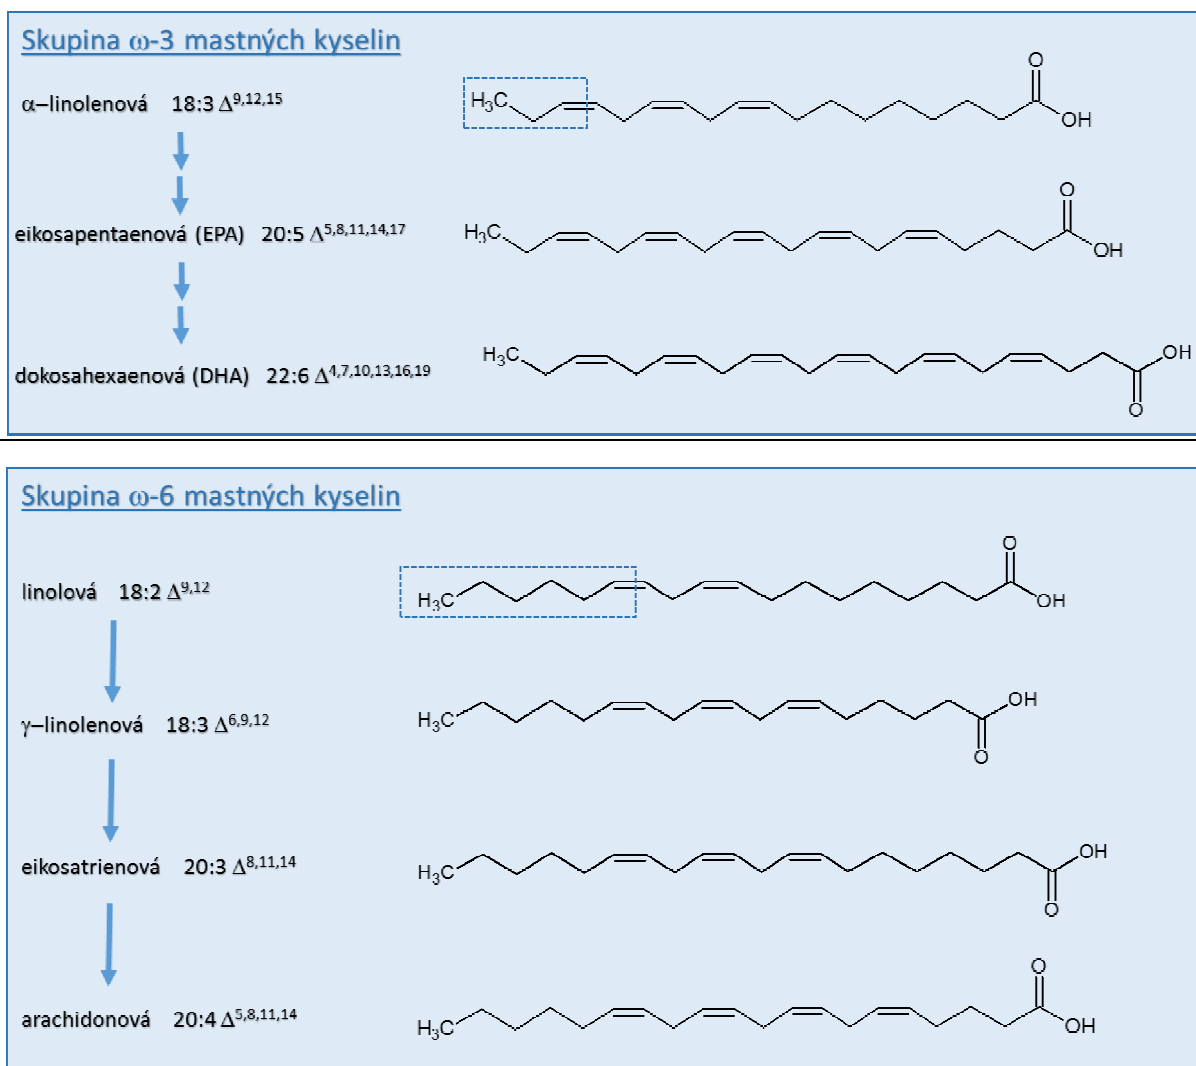 Skupina ω-3 mastných kyselin
α–linolenová 18:3 Δ9,12,15
H3C
O
OH
eikosapentaenová (EPA) 20:5 Δ5,8,11,14,17
H3C
O
OH
dokosahexaenová (DHA) 22:6 Δ4,7,10,13,16,19
H3C
OH
O
Skupina ω-6 mastných kyselin
linolová 18:2 Δ9,12
H3C
O
OH
γ–linolenová 18:3 Δ6,9,12
H3C
OH
O
eikosatrienová 20:3 Δ8,11,14
H3C
OH
O
arachidonová 20:4 Δ5,8,11,14
H3C
O
OH